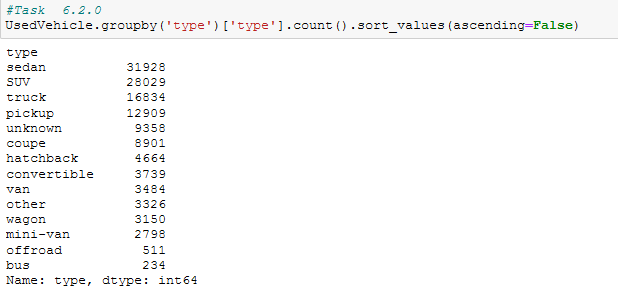 #Task  6.2.0
UsedVehicle.groupby('type')['type'].count().sort_values(ascending=False)
type
sedan          31928
SUV            28029
truck          16834
pickup         12909
unknown         9358
coupe           8901
hatchback       4664
convertible     3739
van             3484
other           3326
wagon           3150
mini-van        2798
offroad          511
bus              234
Name: type, dtype: int64